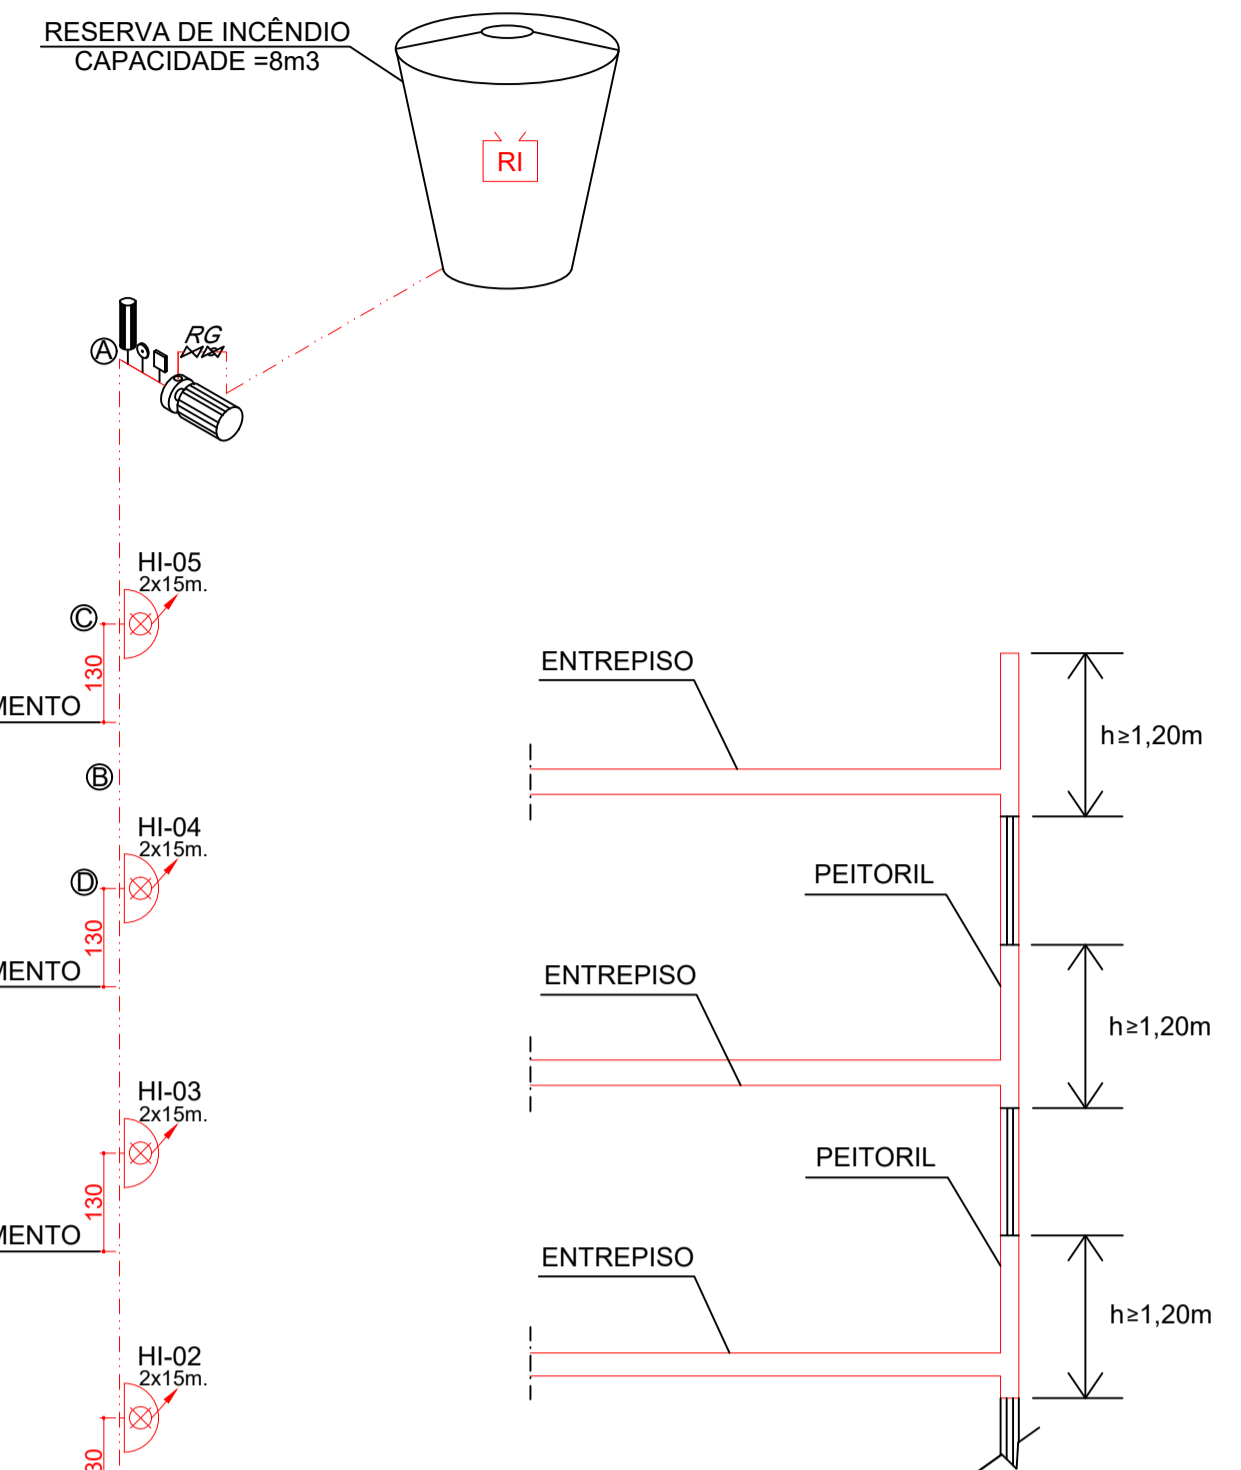 RESERVA DE INCÊNDIO
CAPACIDADE =8m3
RI
RG
A
HI-05
2x15m.
C
130
MENTO
B
HI-04
2x15m.
D
130
MENTO
HI-03
2x15m.
130
MENTO
HI-02
2x15m.
30
ENTREPISO
h≥1,20m
PEITORIL
ENTREPISO
h≥1,20m
PEITORIL
ENTREPISO
h≥1,20m